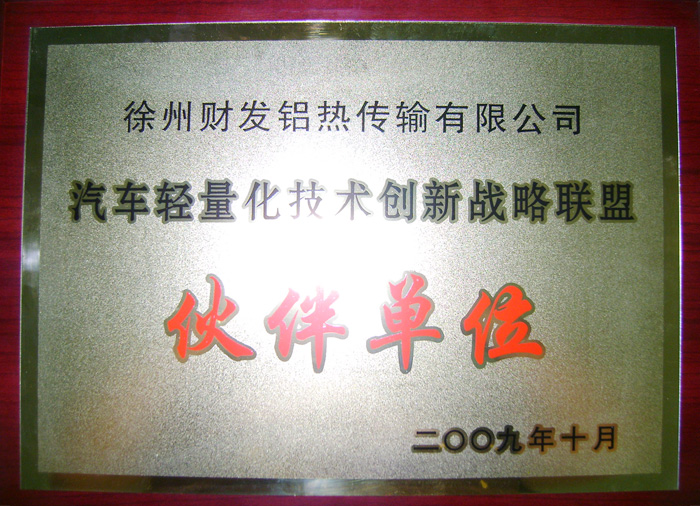 徐州财发铝热传输有限公司
汽车轻量化技术创新战略联盟
伙伴单位
二〇〇九年十月